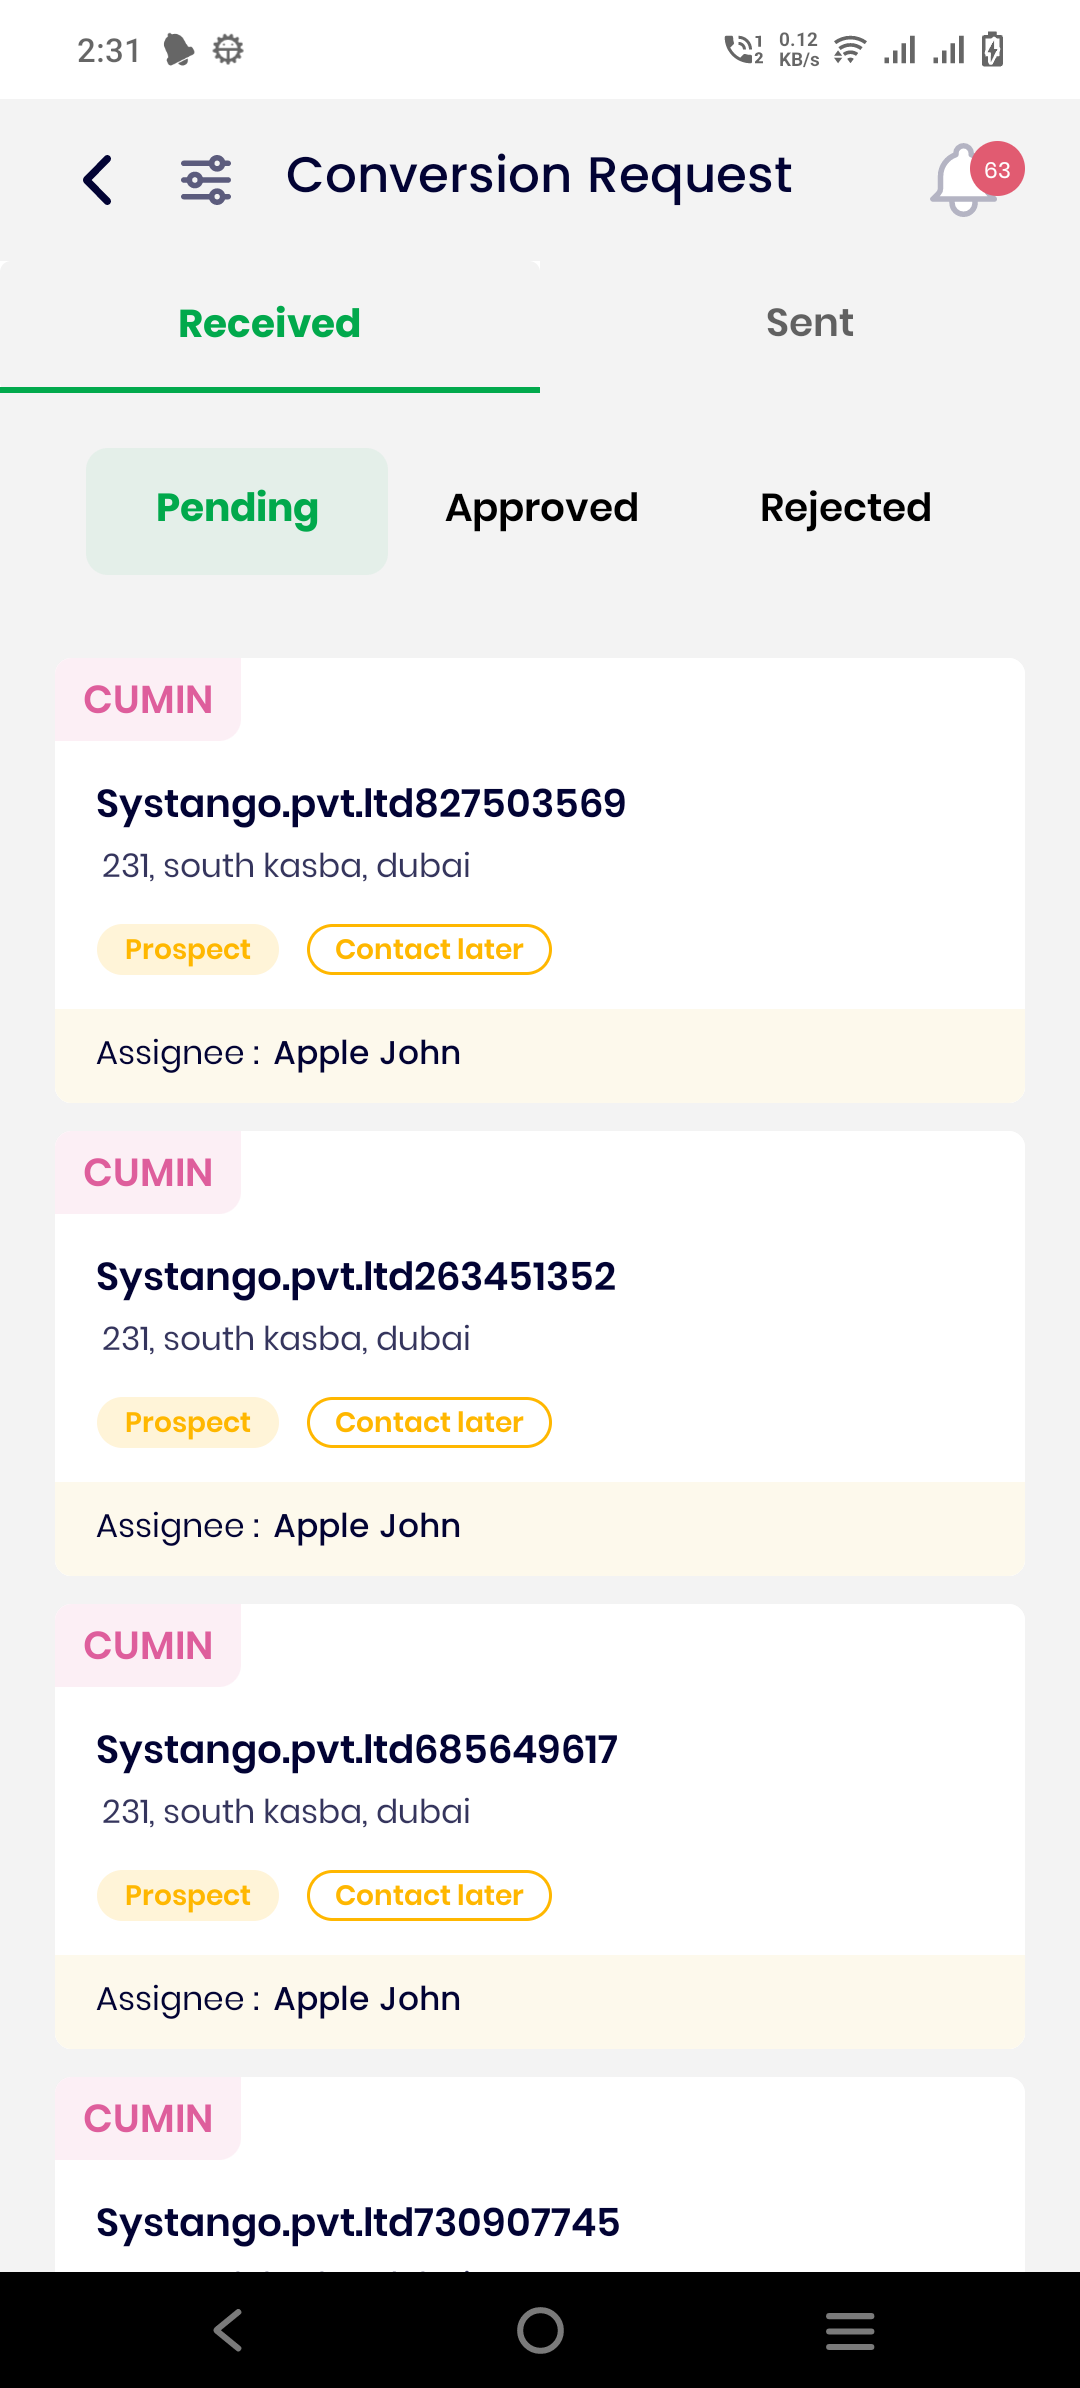 2:31 1 2 0.12 KB/s
Conversion Request 63
Received Sent
Pending Approved Rejected
CUMIN
Systango.pvt.ltd827503569
231, south kasba, dubai
Prospect Contact later
Assignee : Apple John
CUMIN
Systango.pvt.ltd263451352
231, south kasba, dubai
Prospect Contact later
Assignee : Apple John
CUMIN
Systango.pvt.ltd685649617
231, south kasba, dubai
Prospect Contact later
Assignee : Apple John
CUMIN
Systango.pvt.ltd730907745